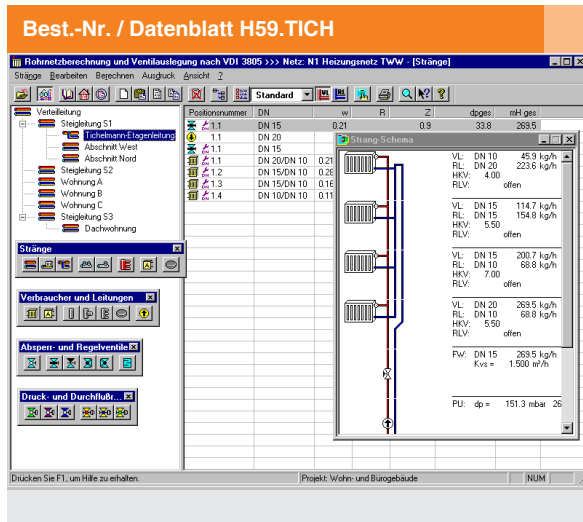 Best.-Nr. / Datenblatt H59.TICH
Rohrnetzberechnung und Ventilauslegung nach VDI 3805 >>> Netz: N1 Heizungsnetz TWW - [Stränge]
Stränge Bearbeiten Berechnen Ausdruck Ansicht ?
Standard
Verteilleitung
Steigleitung S1
Tichelmann-Etagenleitung
Abschnitt West
Abschnitt Nord
Steigleitung S2
Wohnung A
Wohnung B
Wohnung C
Steigleitung S3
Dachwohnung
Positionsnummer DN w R Z dpges mH ges
1.1 DN 15 0.21 0.9 33.8 269.5
1.1 DN 20
1.1 DN 15
1.1 DN 20/DN 10 0.21
1.2 DN 15/DN 10 0.28
1.3 DN 15/DN 10 0.16
1.4 DN 10/DN 10 0.11
Strang-Schema
VL: DN 10 45.9 kg/h
RL: DN 20 223.6 kg/h
HKV: 4.00
RLV: offen
VL: DN 15 114.7 kg/h
RL: DN 15 154.8 kg/h
HKV: 5.50
RLV: offen
VL: DN 15 200.7 kg/h
RL: DN 10 68.8 kg/h
HKV: 7.00
RLV: offen
VL: DN 20 269.5 kg/h
RL: DN 10 68.8 kg/h
HKV: 5.50
RLV: offen
FW: DN 15 269.5 kg/h
Kvs = 1.500 m³/h
PU: dp = 151.3 mbar 26
Stränge
Verbraucher und Leitungen
Absperr- und Regelventile
Druck- und Durchflußr...
Drücken Sie F1, um Hilfe zu erhalten.
Projekt: Wohn- und Bürogebäude
NUM